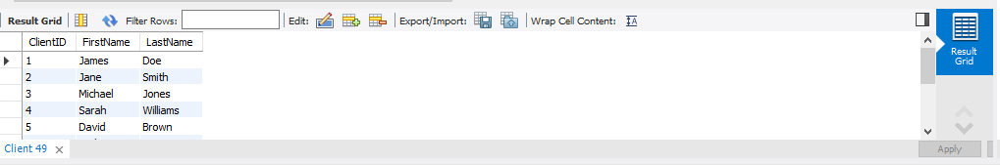 Result Grid Filter Rows: Edit: Export/Import: Wrap Cell Content:
ClientID FirstName LastName
1 James Doe
2 Jane Smith
3 Michael Jones
4 Sarah Williams
5 David Brown
Result
Grid
Client 49 ×
Apply